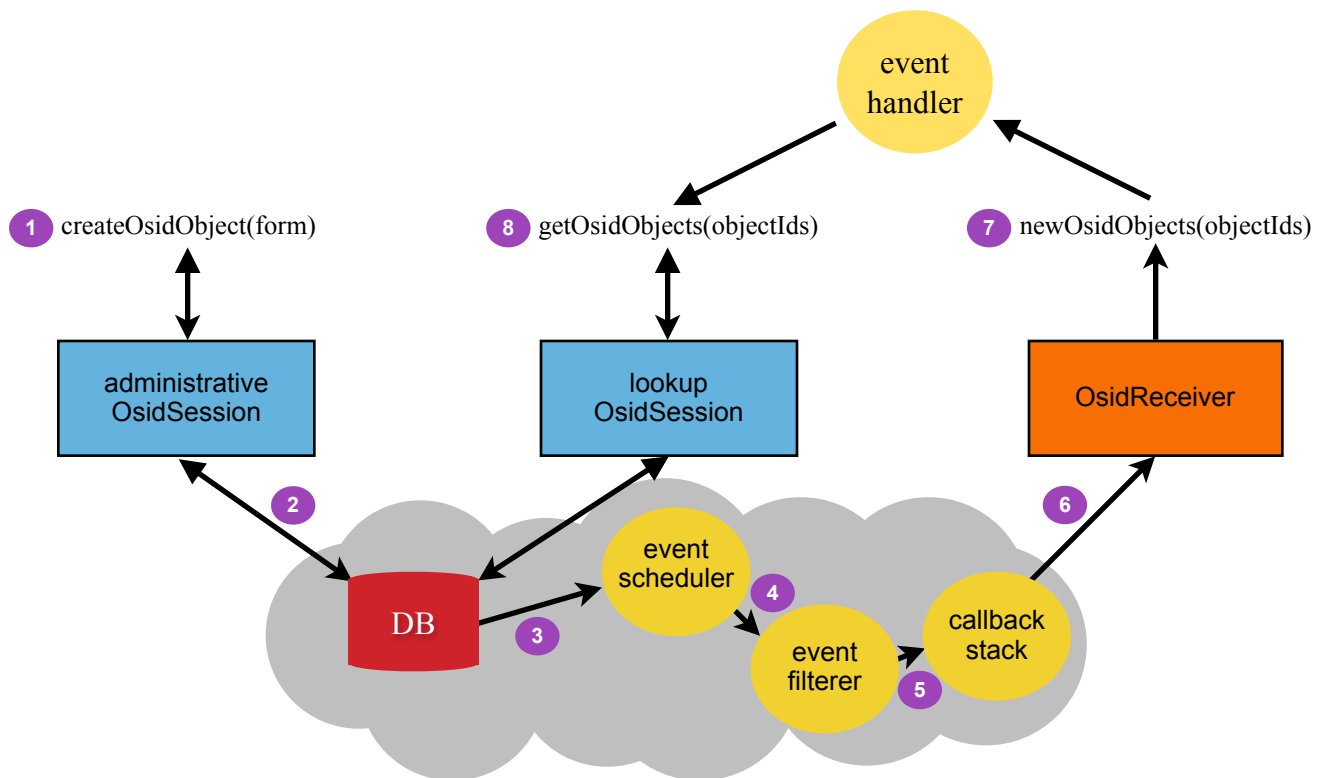 event
handler
1 createOsidObject(form)
8 getOsidObjects(objectIds)
7 newOsidObjects(objectIds)
administrative
OsidSession
lookup
OsidSession
OsidReceiver
2
6
event
scheduler
4
DB
3
event
filterer
5
callback
stack